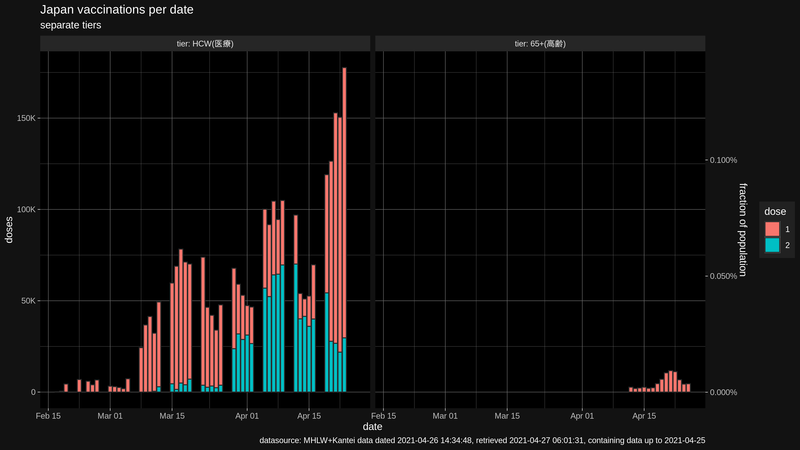 Japan vaccinations per date
separate tiers
tier: HCW(医療)
tier: 65+(高齢)
150K
100K
50K
0
doses
0.100%
0.050%
0.000%
fraction of population
dose
1
2
Feb 15
Mar 01
Mar 15
Apr 01
Apr 15
Feb 15
Mar 01
Mar 15
Apr 01
Apr 15
date
datasource: MHLW+Kantei data dated 2021-04-26 14:34:48, retrieved 2021-04-27 06:01:31, containing data up to 2021-04-25